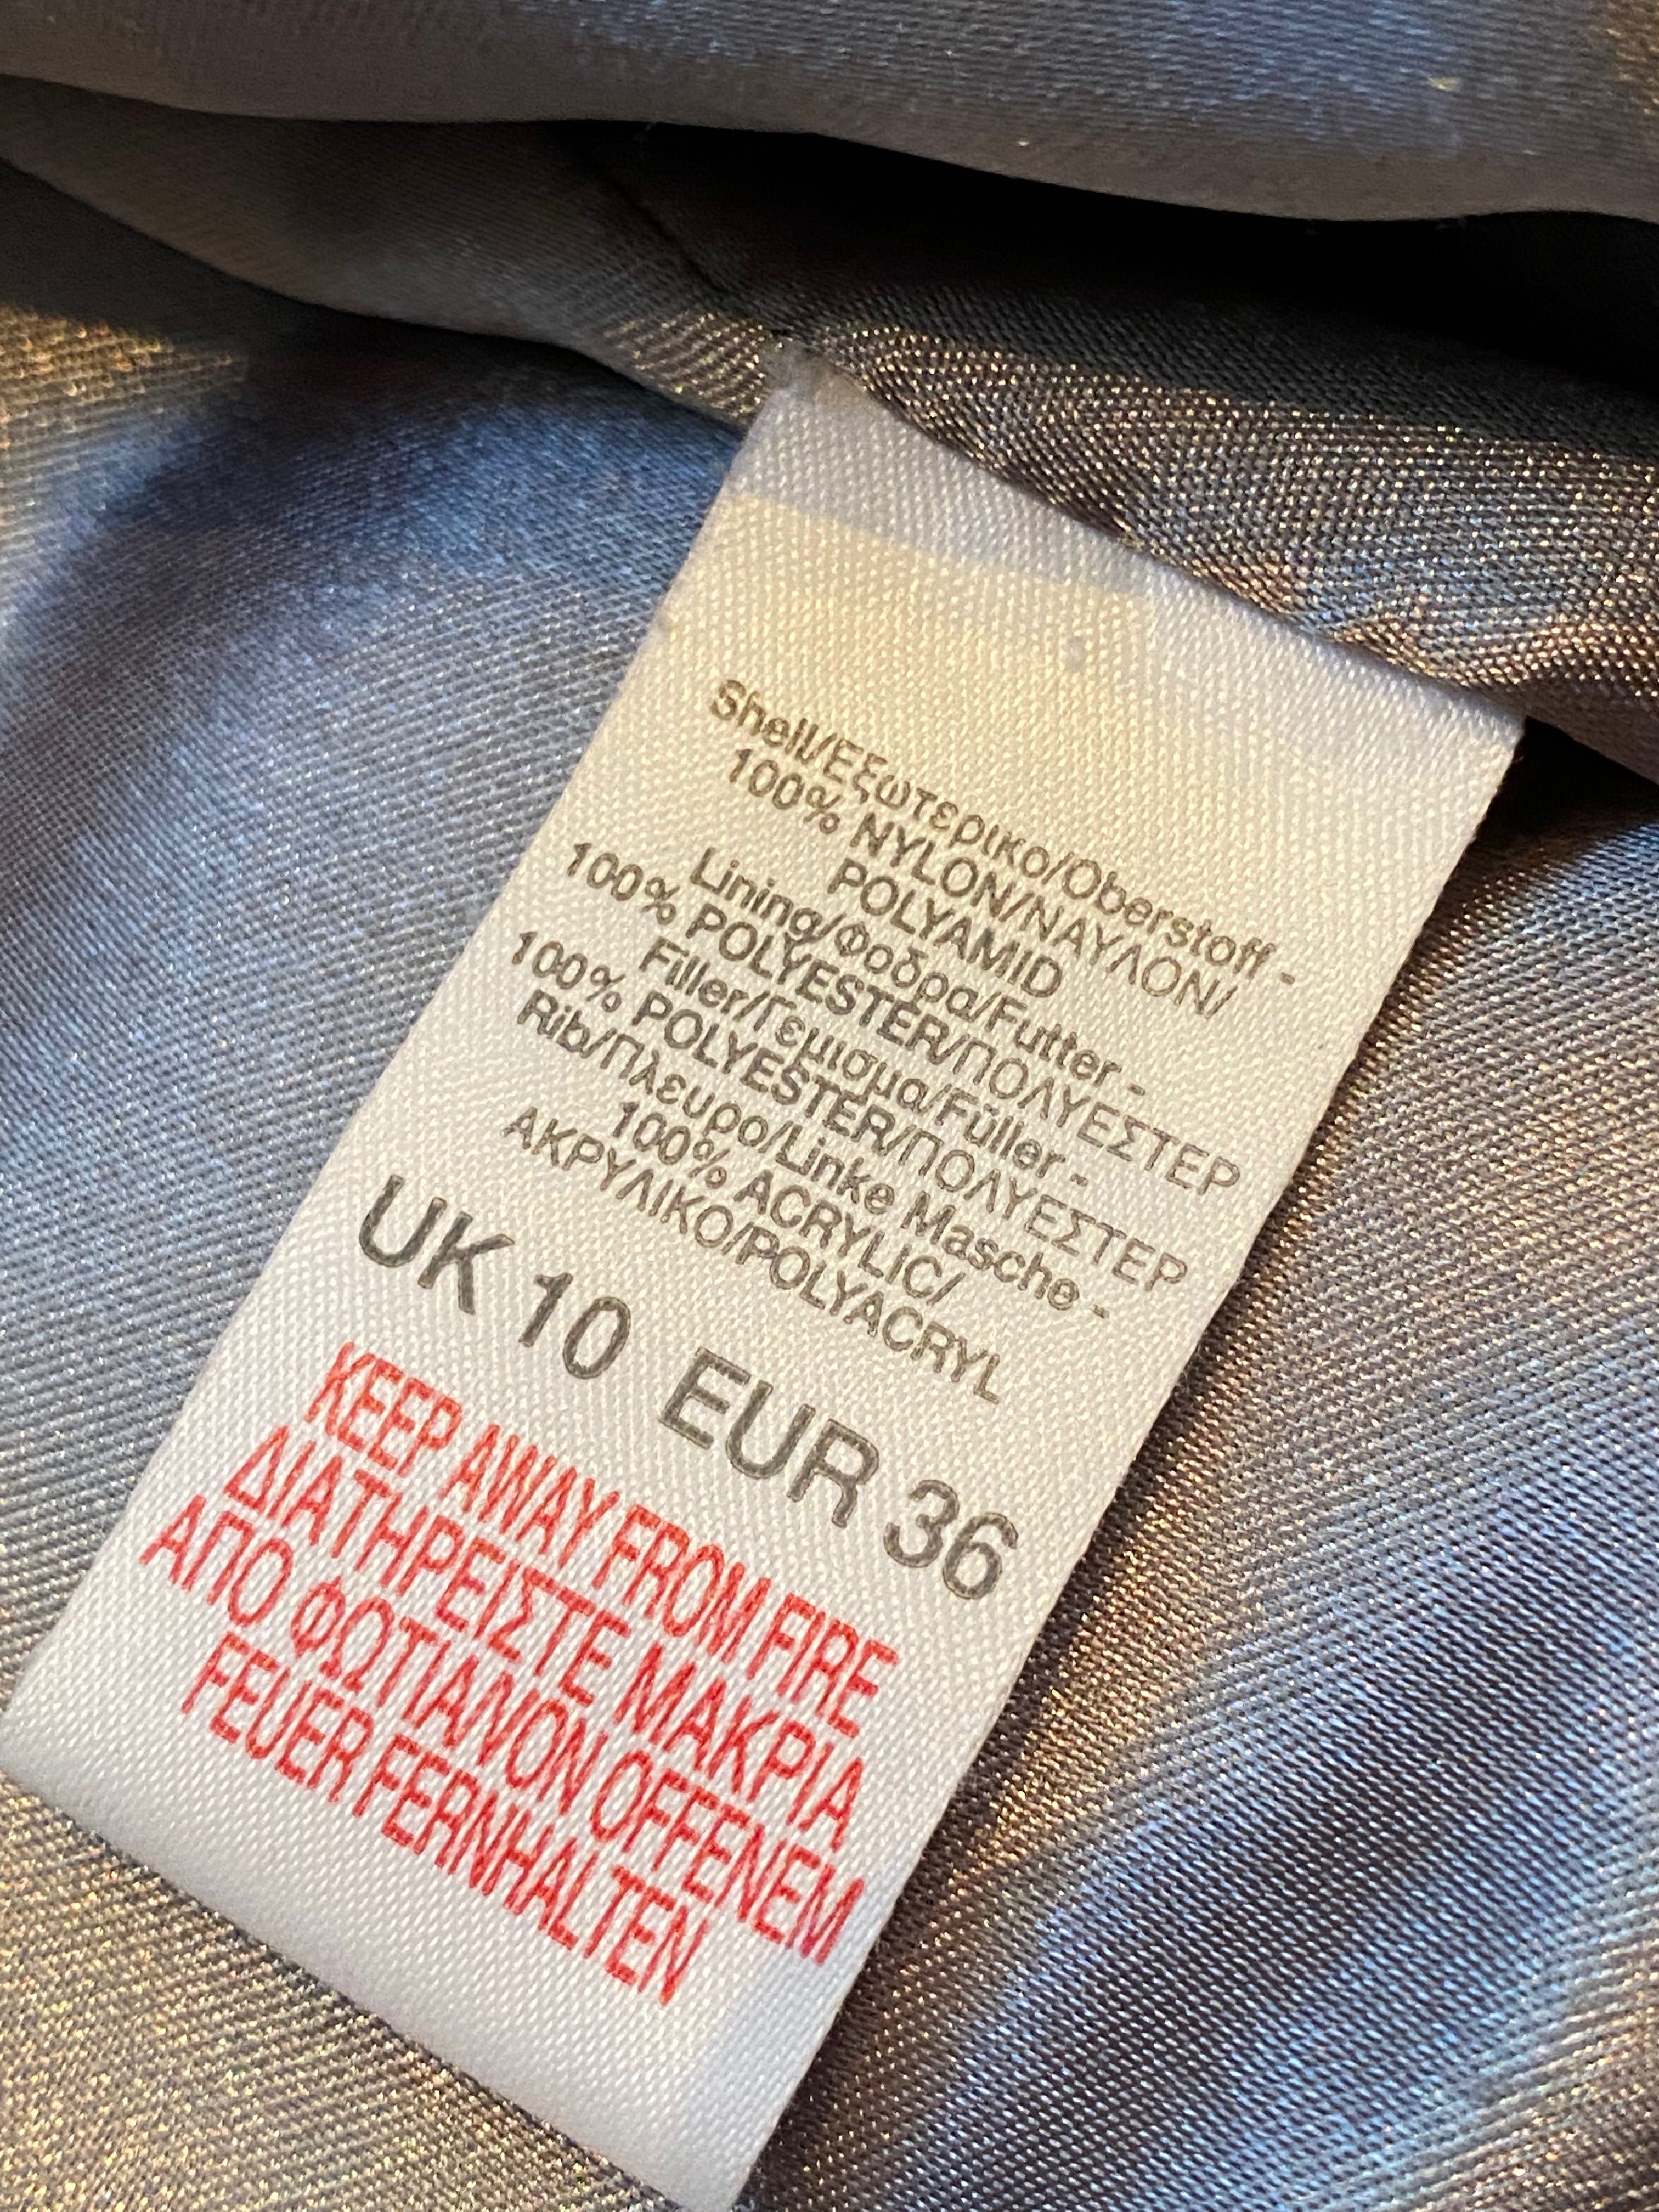 Shell/Εξωτερικο/Oberstoff -
100% NYLON/ΝΑΥΛΟΝ/
POLYAMID
Lining/Φοδρα/Futter -
100% POLYESTER/ΠΟΛΥΕΣΤΕΡ
Filler/Γεμισμα/Füller -
100% POLYESTER/ΠΟΛΥΕΣΤΕΡ
Rib/Πλευρο/Linke Masche -
100% ACRYLIC/
ΑΚΡΥΛΙΚΟ/POLYACRYL
UK 10 EUR 36
KEEP AWAY FROM FIRE
ΔΙΑΤΗΡΕΙΣΤΕ ΜΑΚΡΙΑ
ΑΠΟ ΦΩΤΙΑVON OFFENEM
FEUER FERNHALTEN